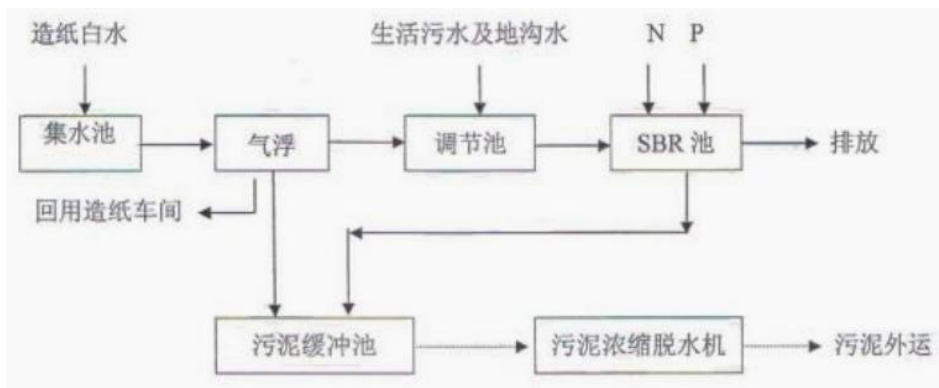 造纸白水
生活污水及地沟水
N P
集水池
气浮
调节池
SBR 池
排放
回用造纸车间
污泥缓冲池
污泥浓缩脱水机
污泥外运